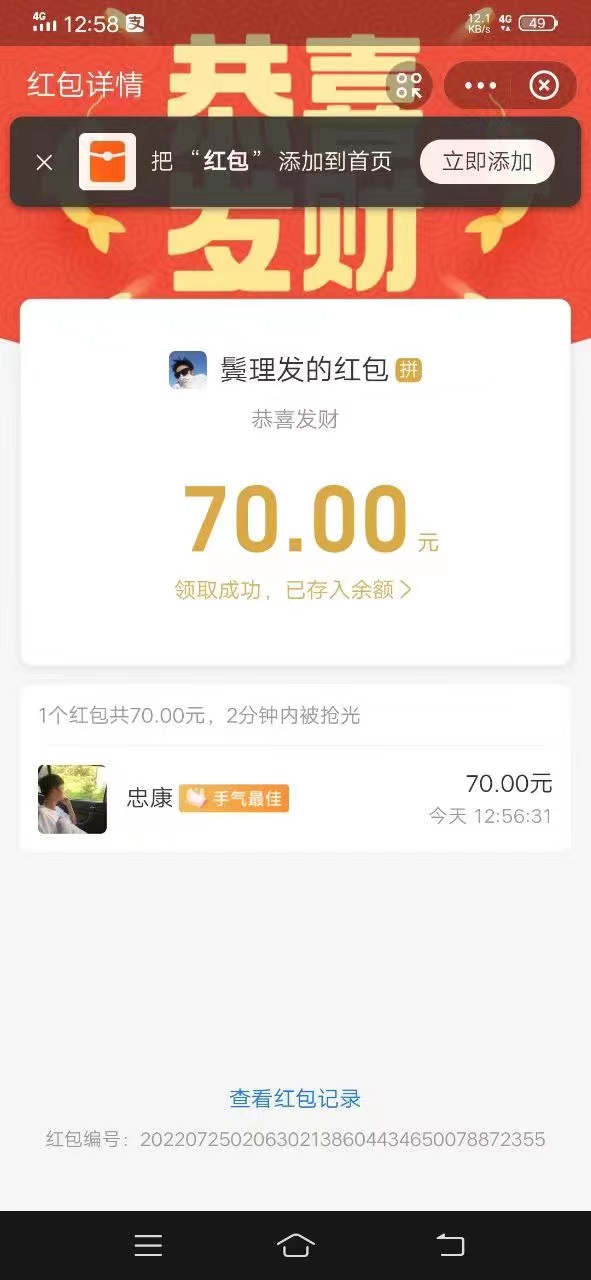 4G 12:58 支 12.1 KB/s 4G 49
恭喜
红包详情
把 “红包” 添加到首页 立即添加
发财
鬓理发的红包 拼
恭喜发财
70.00元
领取成功，已存入余额
1个红包共70.00元，2分钟内被抢光
忠康 手气最佳 70.00元
今天 12:56:31
查看红包记录
红包编号：20220725020630213860443465007887​2355